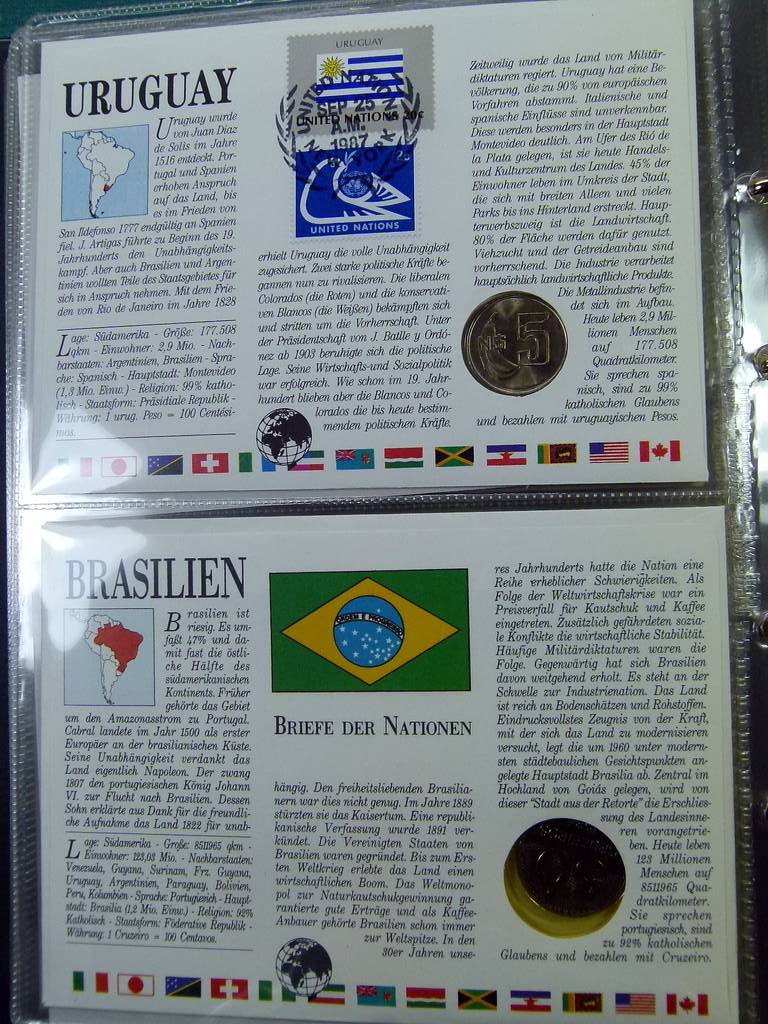 URUGUAY
Uruguay wurde
von Juan Diaz
de Solis im Jahre
1516 entdeckt. Por-
tugal und Spanien
erhoben Anspruch
auf das Land, bis
es im Frieden von
San Ildefonso 1777 endgültig an Spanien
fiel. J. Artigas führte zu Beginn des 19.
Jahrhunderts den Unabhängigkeits-
kampf. Aber auch Brasilien und Argen-
tinien wollten Teile des Staatsgebietes für
sich in Anspruch nehmen. Mit dem Frie-
den von Rio de Janeiro im Jahre 1828
Lage: Südamerika - Größe: 177.508
qkm - Einwohner: 2,9 Mio. - Nach-
barstaaten: Argentinien, Brasilien - Spra-
che: Spanisch - Hauptstadt: Montevideo
(1,3 Mio. Einw.) - Religion: 99% katho-
lisch - Staatsform: Präsidiale Republik -
Währung: 1 urug. Peso = 100 Centési-
mos.
URUGUAY
UNITED NATIONS 20c
UNITED NATIONS
SEP 25
A.M.
1987
NEW YORK
2c
UNITED NATIONS
erhielt Uruguay die volle Unabhängigkeit
zugesichert. Zwei starke politische Kräfte be-
gannen nun zu rivalisieren. Die liberalen
Colorados (die Roten) und die konservati-
ven Blancos (die Weißen) bekämpften sich
und stritten um die Vorherrschaft. Unter
der Präsidentschaft von J. Batlle y Ordó-
nez ab 1903 beruhigte sich die politische
Lage. Seine Wirtschafts-und Sozialpolitik
war erfolgreich. Wie schon im 19. Jahr-
hundert blieben aber die Blancos und Co-
lorados die bis heute bestim-
menden politischen Kräfte.
Zeitweilig wurde das Land von Militär-
diktaturen regiert. Uruguay hat eine Be-
völkerung, die zu 90% von europäischen
Vorfahren abstammt. Italienische und
spanische Einflüsse sind unverkennbar.
Diese werden besonders in der Hauptstadt
Montevideo deutlich. Am Ufer des Rió de
la Plata gelegen, ist sie heute Handels-
und Kulturzentrum des Landes. 45% der
Einwohner leben im Umkreis der Stadt,
die sich mit breiten Alleen und vielen
Parks bis ins Hinterland erstreckt. Haup-
terwerbszweig ist die Landwirtschaft.
80% der Fläche werden dafür genutzt.
Viehzucht und der Getreideanbau sind
vorherrschend. Die Industrie verarbeitet
hauptsächlich landwirtschaftliche Produkte.
Die Metallindustrie befin-
det sich im Aufbau.
Heute leben 2,9 Mil-
lionen Menschen
auf 177.508
Quadratkilometer.
Sie sprechen spa-
nisch, sind zu 99%
katholischen Glaubens
und bezahlen mit uruguayischen Pesos.
N$ 5
BRASILIEN
Brasilien ist
riesig. Es um-
faßt 47% und da-
mit fast die östli-
che Hälfte des
südamerikanischen
Kontinents. Früher
gehörte das Gebiet
um den Amazonasstrom zu Portugal.
Cabral landete im Jahr 1500 als erster
Europäer an der brasilianischen Küste.
Seine Unabhängigkeit verdankt das
Land eigentlich Napoleon. Der zwang
1807 den portugiesischen König Johann
VI. zur Flucht nach Brasilien. Dessen
Sohn erklärte aus Dank für die freundli-
che Aufnahme das Land 1822 für unab-
Lage: Südamerika - Größe: 8511965 qkm -
Einwohner: 123,03 Mio. - Nachbarstaaten:
Venezuela, Guyana, Surinam, Frz. Guyana,
Uruguay, Argentinien, Paraguay, Bolivien,
Peru, Kolumbien - Sprache: Portugiesich - Haupt-
stadt: Brasilia (1,2 Mio. Einw.) - Religion: 92%
Katholisch - Staatsform: Föderative Republik -
Währung: 1 Cruzeiro = 100 Centavos.
ORDEM E PROGRESSO
BRIEFE DER NATIONEN
hängig. Den freiheitsliebenden Brasilia-
nern war dies nicht genug. Im Jahre 1889
stürzten sie das Kaisertum. Eine republi-
kanische Verfassung wurde 1891 ver-
kündet. Die Vereinigten Staaten von
Brasilien waren gegründet. Bis zum Ers-
ten Weltkrieg erlebte das Land einen
wirtschaftlichen Boom. Das Weltmono-
pol zur Naturkautschukgewinnung ga-
rantierte gute Erträge und als Kaffee-
Anbauer gehörte Brasilien schon immer
zur Weltspitze. In den
30er Jahren unse-
res Jahrhunderts hatte die Nation eine
Reihe erheblicher Schwierigkeiten. Als
Folge der Weltwirtschaftskrise war ein
Preisverfall für Kautschuk und Kaffee
eingetreten. Zusätzlich gefährdeten sozia-
le Konflikte die wirtschaftliche Stabilität.
Häufige Militärdiktaturen waren die
Folge. Gegenwärtig hat sich Brasilien
davon weitgehend erholt. Es steht an der
Schwelle zur Industrienation. Das Land
ist reich an Bodenschätzen und Rohstoffen.
Eindrucksvollstes Zeugnis von der Kraft,
mit der sich das Land zu modernisieren
versucht, legt die um 1960 unter modern-
sten städtebaulichen Gesichtspunkten an-
gelegte Hauptstadt Brasilia ab. Zentral im
Hochland von Goiás gelegen, wird von
dieser "Stadt aus der Retorte" die Erschlies-
sung des Landesinne-
ren vorangetrie-
ben. Heute leben
123 Millionen
Menschen auf
8511965 Qua-
dratkilometer.
Sie sprechen
portugiesisch, sind
zu 92% katholischen
Glaubens und bezahlen mit Cruzeiro.